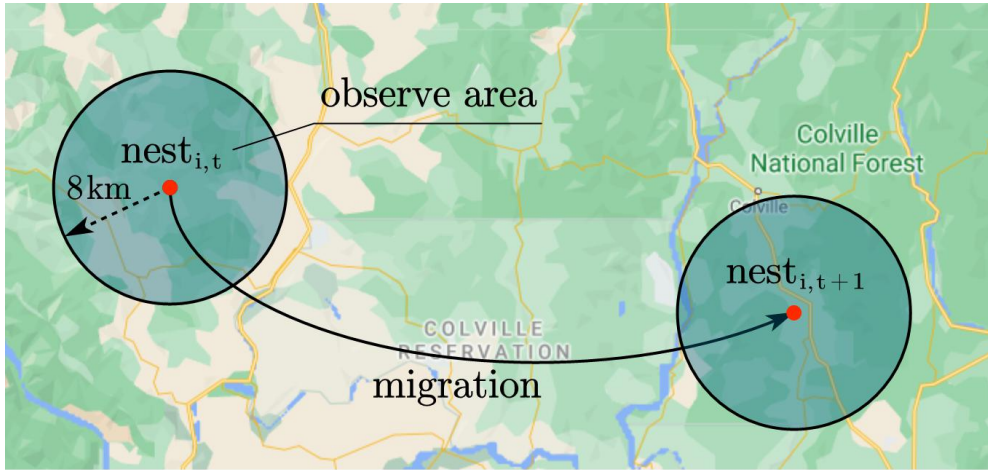 observe area
nest_{i,t}
8 km
Colville
National Forest
Colville
nest_{i,t+1}
COLVILLE
RESERVATION
migration